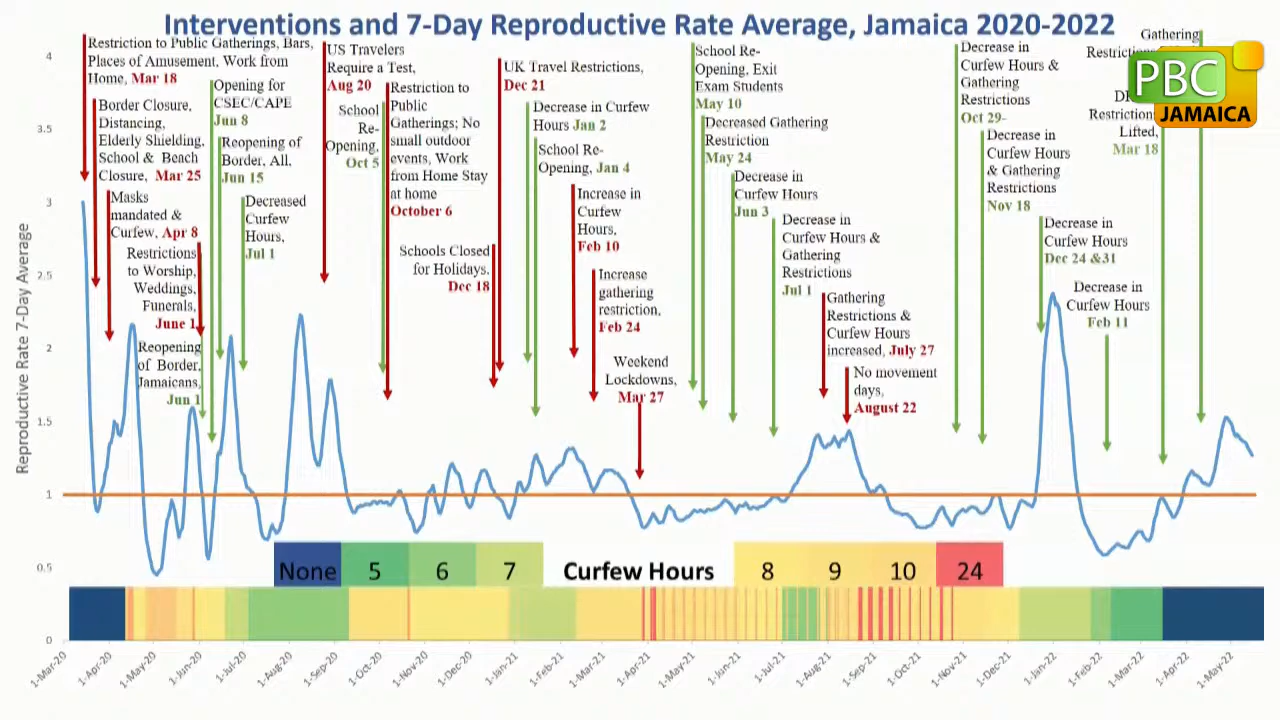 Interventions and 7-Day Reproductive Rate Average, Jamaica 2020-2022
Restriction to Public Gatherings, Bars,
Places of Amusement, Work from
Home, Mar 18
Border Closure,
Distancing,
Elderly Shielding,
School & Beach
Closure, Mar 25
Masks
mandated &
Curfew, Apr 8
Restrictions
to Worship,
Weddings,
Funerals,
June 1
Reopening
of Border,
Jamaicans,
Jun 1
Opening for
CSEC/CAPE
Jun 8
Reopening of
Border, All,
Jun 15
Decreased
Curfew
Hours,
Jul 1
US Travelers
Require a Test,
Aug 20
School
Re-
Opening,
Oct 5
Restriction to
Public
Gatherings; No
small outdoor
events, Work
from Home Stay
at home
October 6
Schools Closed
for Holidays,
Dec 18
UK Travel Restrictions,
Dec 21
Decrease in Curfew
Hours Jan 2
School Re-
Opening, Jan 4
Increase in
Curfew
Hours,
Feb 10
Increase
gathering
restriction,
Feb 24
Weekend
Lockdowns,
Mar 27
School Re-
Opening, Exit
Exam Students
May 10
Decreased Gathering
Restriction
May 24
Decrease in
Curfew Hours
Jun 3
Decrease in
Curfew Hours &
Gathering
Restrictions
Jul 1
Gathering
Restrictions &
Curfew Hours
increased, July 27
No movement
days,
August 22
Decrease in
Curfew Hours &
Gathering
Restrictions
Oct 29-
Decrease in
Curfew Hours
& Gathering
Restrictions
Nov 18
Decrease in
Curfew Hours
Dec 24 &31
Decrease in
Curfew Hours
Feb 11
Gathering
Lifted,
Mar 18
PBC
JAMAICA
Reproductive Rate 7-Day Average
4
3.5
3
2.5
2
1.5
1
0.5
0
None 5 6 7 Curfew Hours 8 9 10 24
1-Mar-20
1-Apr-20
1-May-20
1-Jun-20
1-Jul-20
1-Aug-20
1-Sep-20
1-Oct-20
1-Nov-20
1-Dec-20
1-Jan-21
1-Feb-21
1-Mar-21
1-Apr-21
1-May-21
1-Jun-21
1-Jul-21
1-Aug-21
1-Sep-21
1-Oct-21
1-Nov-21
1-Dec-21
1-Jan-22
1-Feb-22
1-Mar-22
1-Apr-22
1-May-22